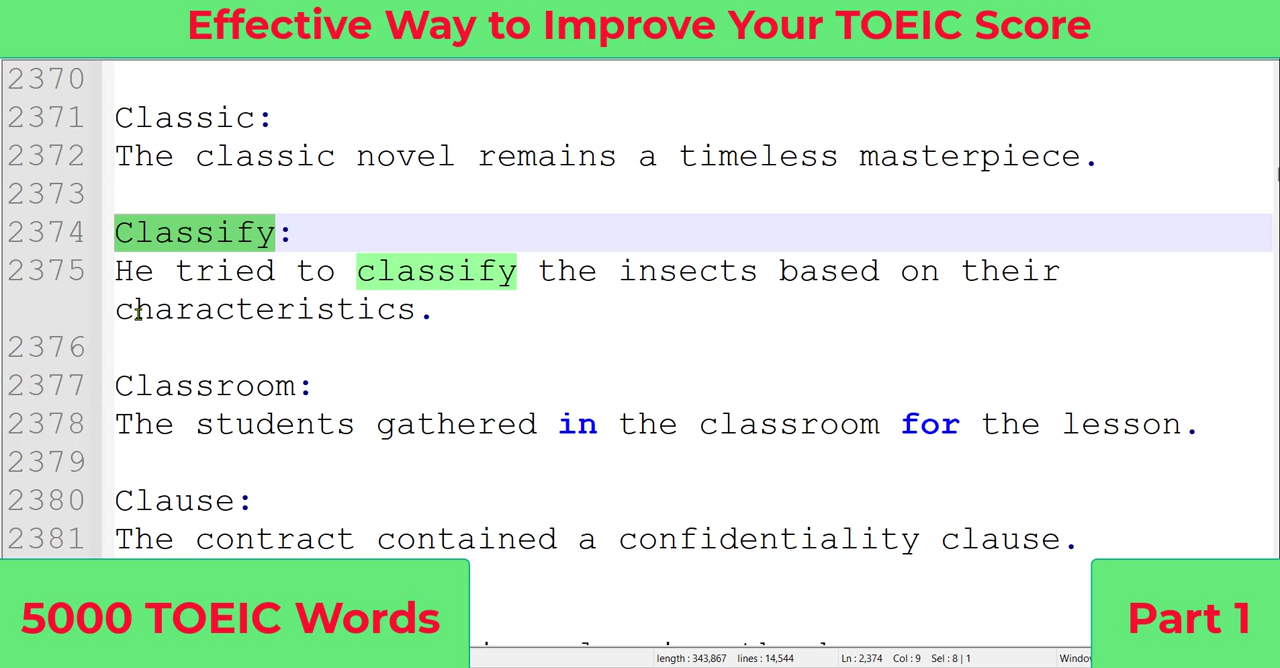 Effective Way to Improve Your TOEIC Score
2370
2371 Classic:
2372 The classic novel remains a timeless masterpiece.
2373
2374 Classify:
2375 He tried to classify the insects based on their
characteristics.
2376
2377 Classroom:
2378 The students gathered in the classroom for the lesson.
2379
2380 Clause:
2381 The contract contained a confidentiality clause.
5000 TOEIC Words
Part 1
length : 343,867 lines : 14,544 Ln : 2,374 Col : 9 Sel : 8 | 1